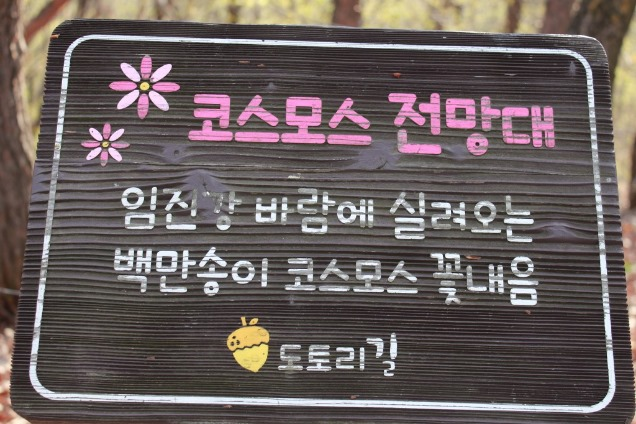 코스모스 전망대
임진강 바람에 실려오는
백만송이 코스모스 꽃내음
도토리길